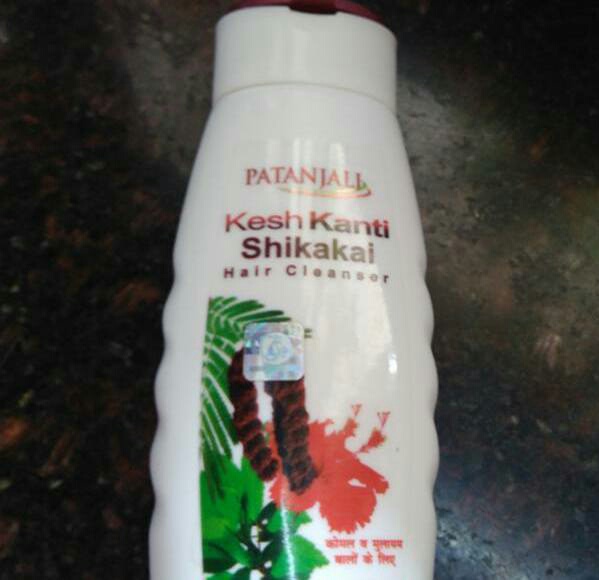 PATANJALI
Kesh Kanti
Shikakai
Hair Cleanser
कोमल व मुलायम
बालों के लिए